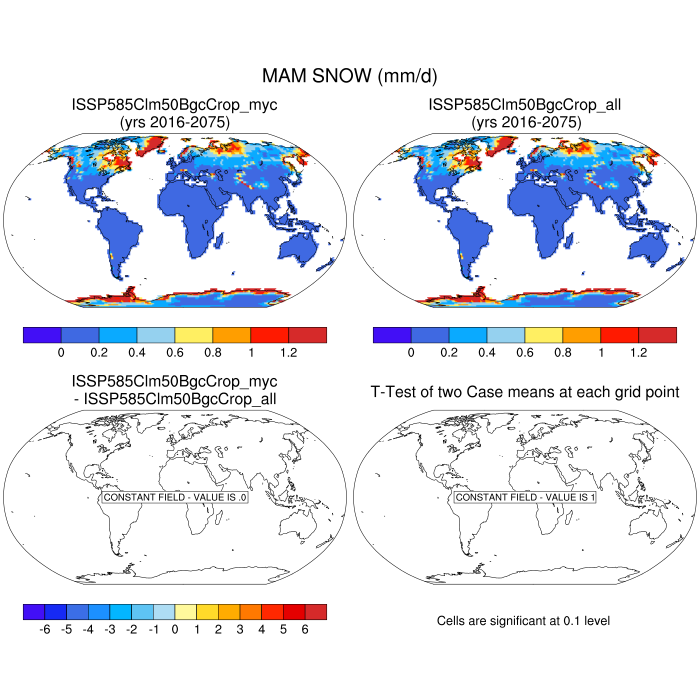 MAM SNOW (mm/d)
ISSP585Clm50BgcCrop_myc
(yrs 2016-2075)
ISSP585Clm50BgcCrop_all
(yrs 2016-2075)
0 0.2 0.4 0.6 0.8 1 1.2
0 0.2 0.4 0.6 0.8 1 1.2
ISSP585Clm50BgcCrop_myc
- ISSP585Clm50BgcCrop_all
T-Test of two Case means at each grid point
CONSTANT FIELD - VALUE IS .0
CONSTANT FIELD - VALUE IS 1
-6 -5 -4 -3 -2 -1 0 1 2 3 4 5 6
Cells are significant at 0.1 level